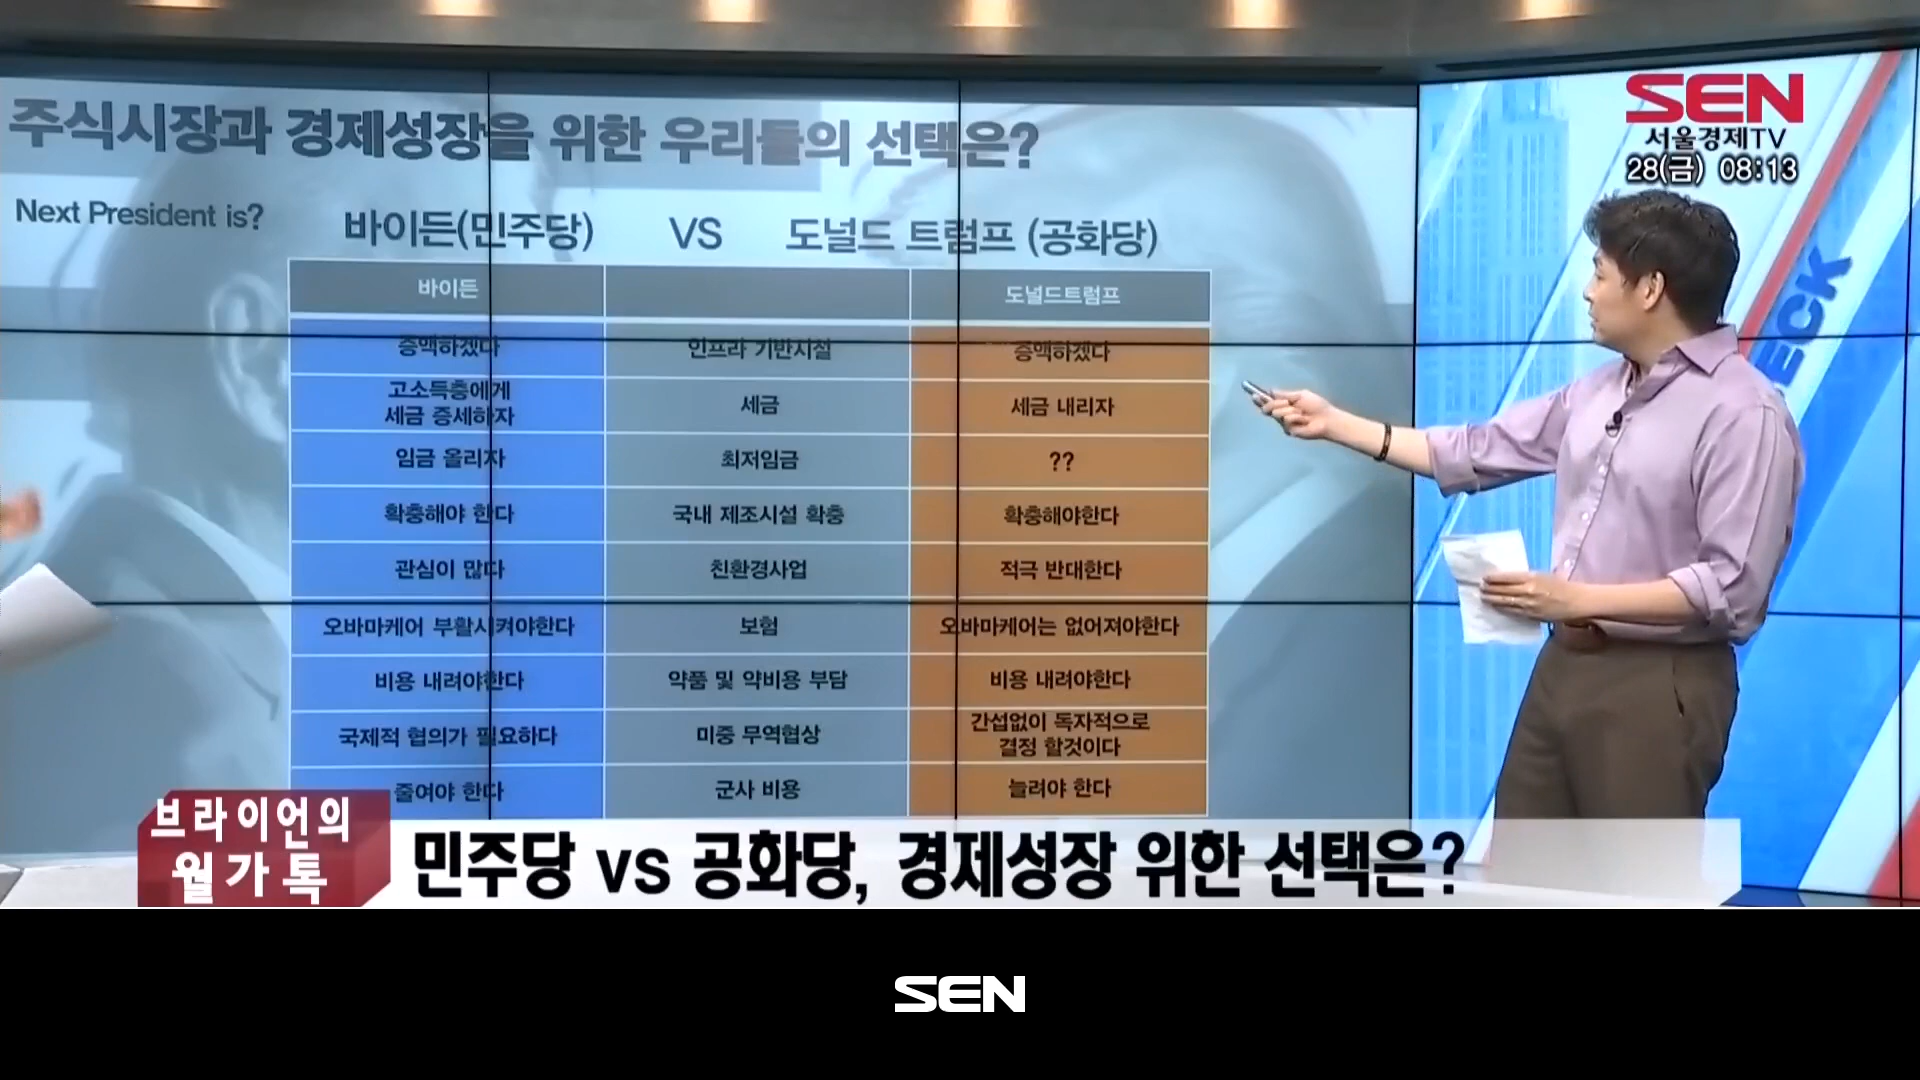 SEN
서울경제TV
28(금) 08:13
주식시장과 경제성장을 위한 우리들의 선택은?
Next President is?
바이든(민주당) VS 도널드 트럼프 (공화당)
바이든 도널드트럼프
증액하겠다 인프라 기반시설 증액하겠다
고소득층에게
세금 증세하자 세금 세금 내리자
임금 올리자 최저임금 ??
확충해야 한다 국내 제조시설 확충 확충해야한다
관심이 많다 친환경사업 적극 반대한다
오바마케어 부활시켜야한다 보험 오바마케어는 없어져야한다
비용 내려야한다 약품 및 약비용 부담 비용 내려야한다
국제적 협의가 필요하다 미중 무역협상 간섭없이 독자적으로
결정 할것이다
줄여야 한다 군사 비용 늘려야 한다
ECK
브라이언의
월가톡
민주당 vs 공화당, 경제성장 위한 선택은?
SEN